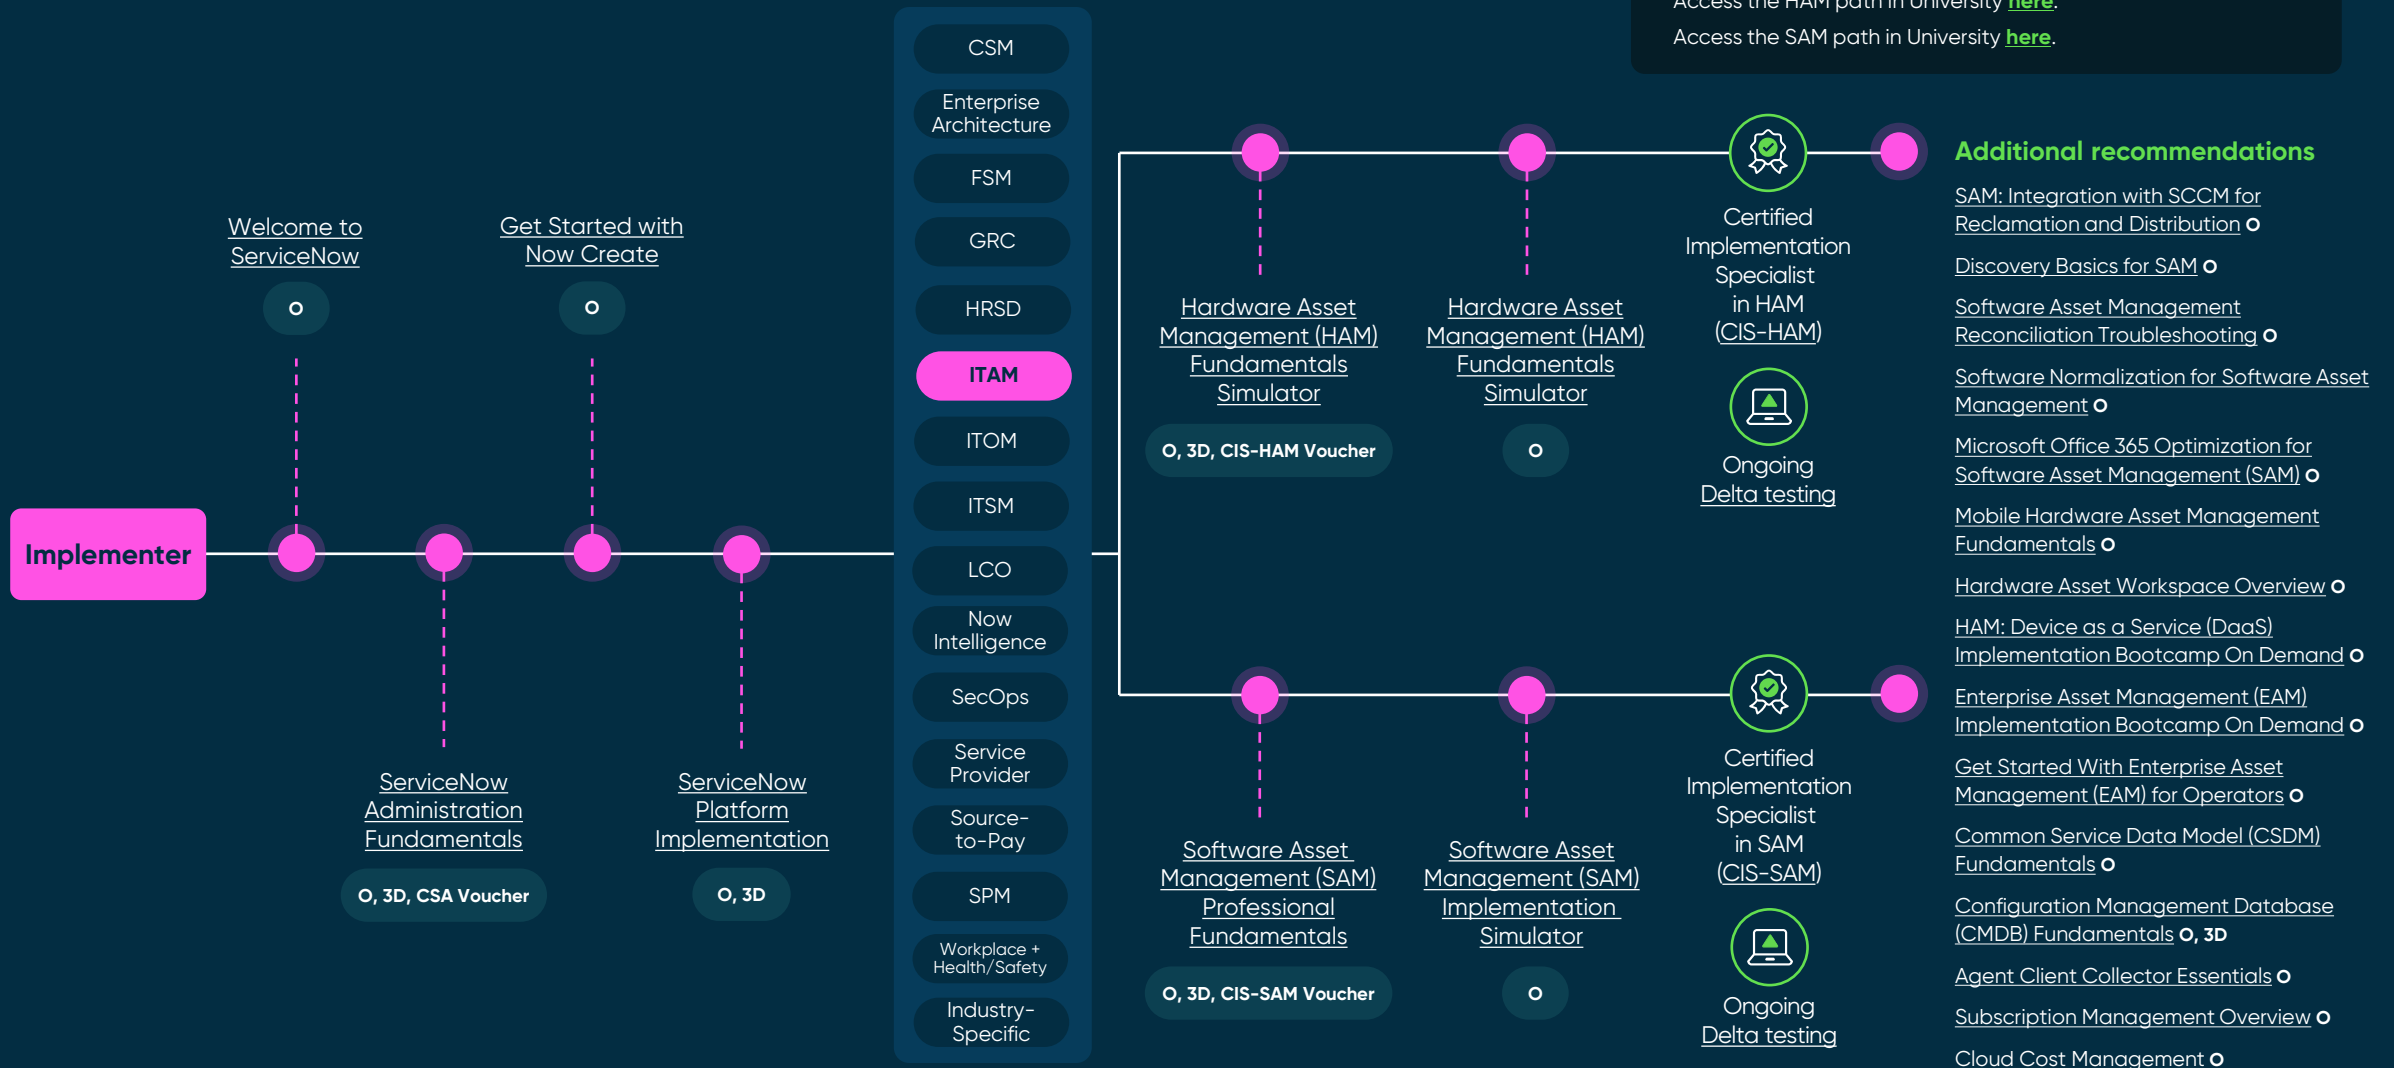 Access the HAM path in University here.
Access the SAM path in University here.
Implementer
Welcome to
ServiceNow
O
ServiceNow
Administration
Fundamentals
O, 3D, CSA Voucher
Get Started with
Now Create
O
ServiceNow
Platform
Implementation
O, 3D
CSM
Enterprise
Architecture
FSM
GRC
HRSD
ITAM
ITOM
ITSM
LCO
Now
Intelligence
SecOps
Service
Provider
Source-
to-Pay
SPM
Workplace +
Health/Safety
Industry-
Specific
Hardware Asset
Management (HAM)
Fundamentals
Simulator
O, 3D, CIS-HAM Voucher
Hardware Asset
Management (HAM)
Fundamentals
Simulator
O
Certified
Implementation
Specialist
in HAM
(CIS-HAM)
Ongoing
Delta testing
Software Asset
Management (SAM)
Professional
Fundamentals
O, 3D, CIS-SAM Voucher
Software Asset
Management (SAM)
Implementation
Simulator
O
Certified
Implementation
Specialist
in SAM
(CIS-SAM)
Ongoing
Delta testing
Additional recommendations
SAM: Integration with SCCM for
Reclamation and Distribution O
Discovery Basics for SAM O
Software Asset Management
Reconciliation Troubleshooting O
Software Normalization for Software Asset
Management O
Microsoft Office 365 Optimization for
Software Asset Management (SAM) O
Mobile Hardware Asset Management
Fundamentals O
Hardware Asset Workspace Overview O
HAM: Device as a Service (DaaS)
Implementation Bootcamp On Demand O
Enterprise Asset Management (EAM)
Implementation Bootcamp On Demand O
Get Started With Enterprise Asset
Management (EAM) for Operators O
Common Service Data Model (CSDM)
Fundamentals O
Configuration Management Database
(CMDB) Fundamentals O, 3D
Agent Client Collector Essentials O
Subscription Management Overview O
Cloud Cost Management O